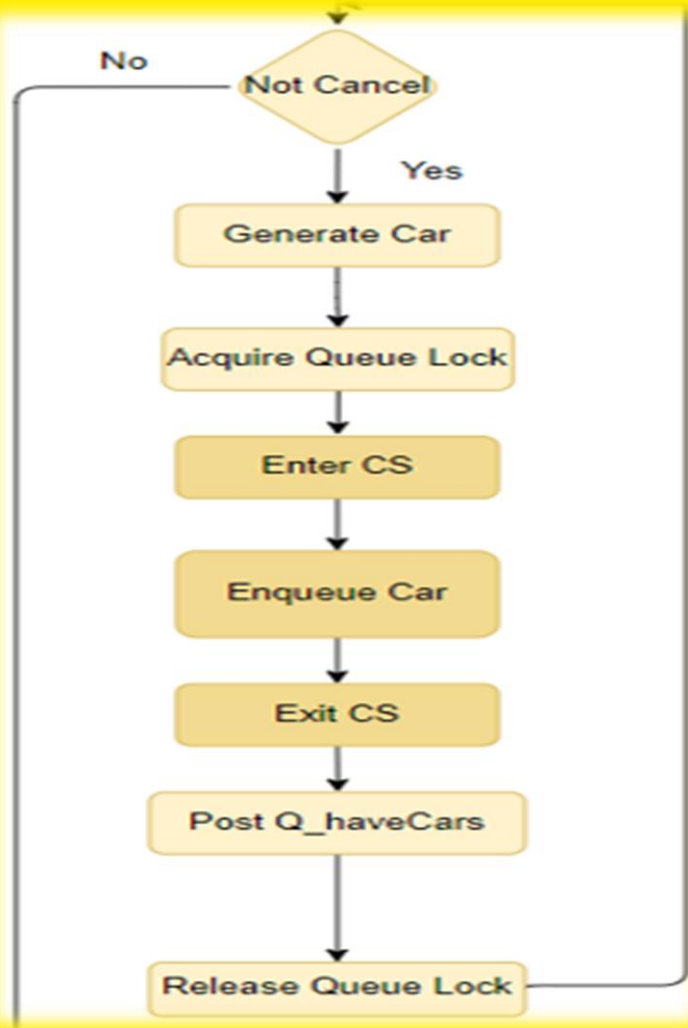 No
Not Cancel
Yes
Generate Car
Acquire Queue Lock
Enter CS
Enqueue Car
Exit CS
Post Q_haveCars
Release Queue Lock